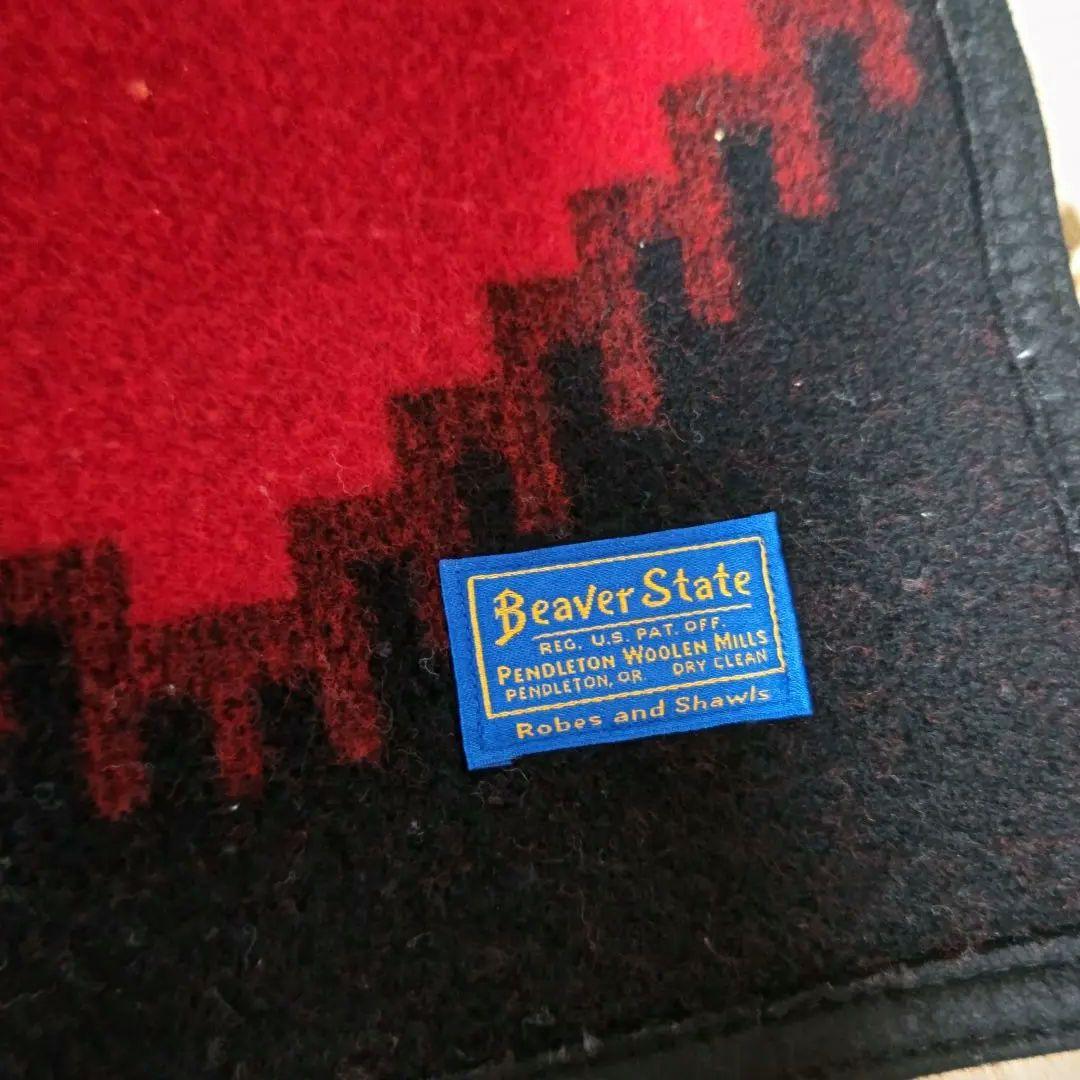 Beaver State
REG. U.S. PAT. OFF.
PENDLETON WOOLEN MILLS
PENDLETON, OR. DRY CLEAN
Robes and Shawls